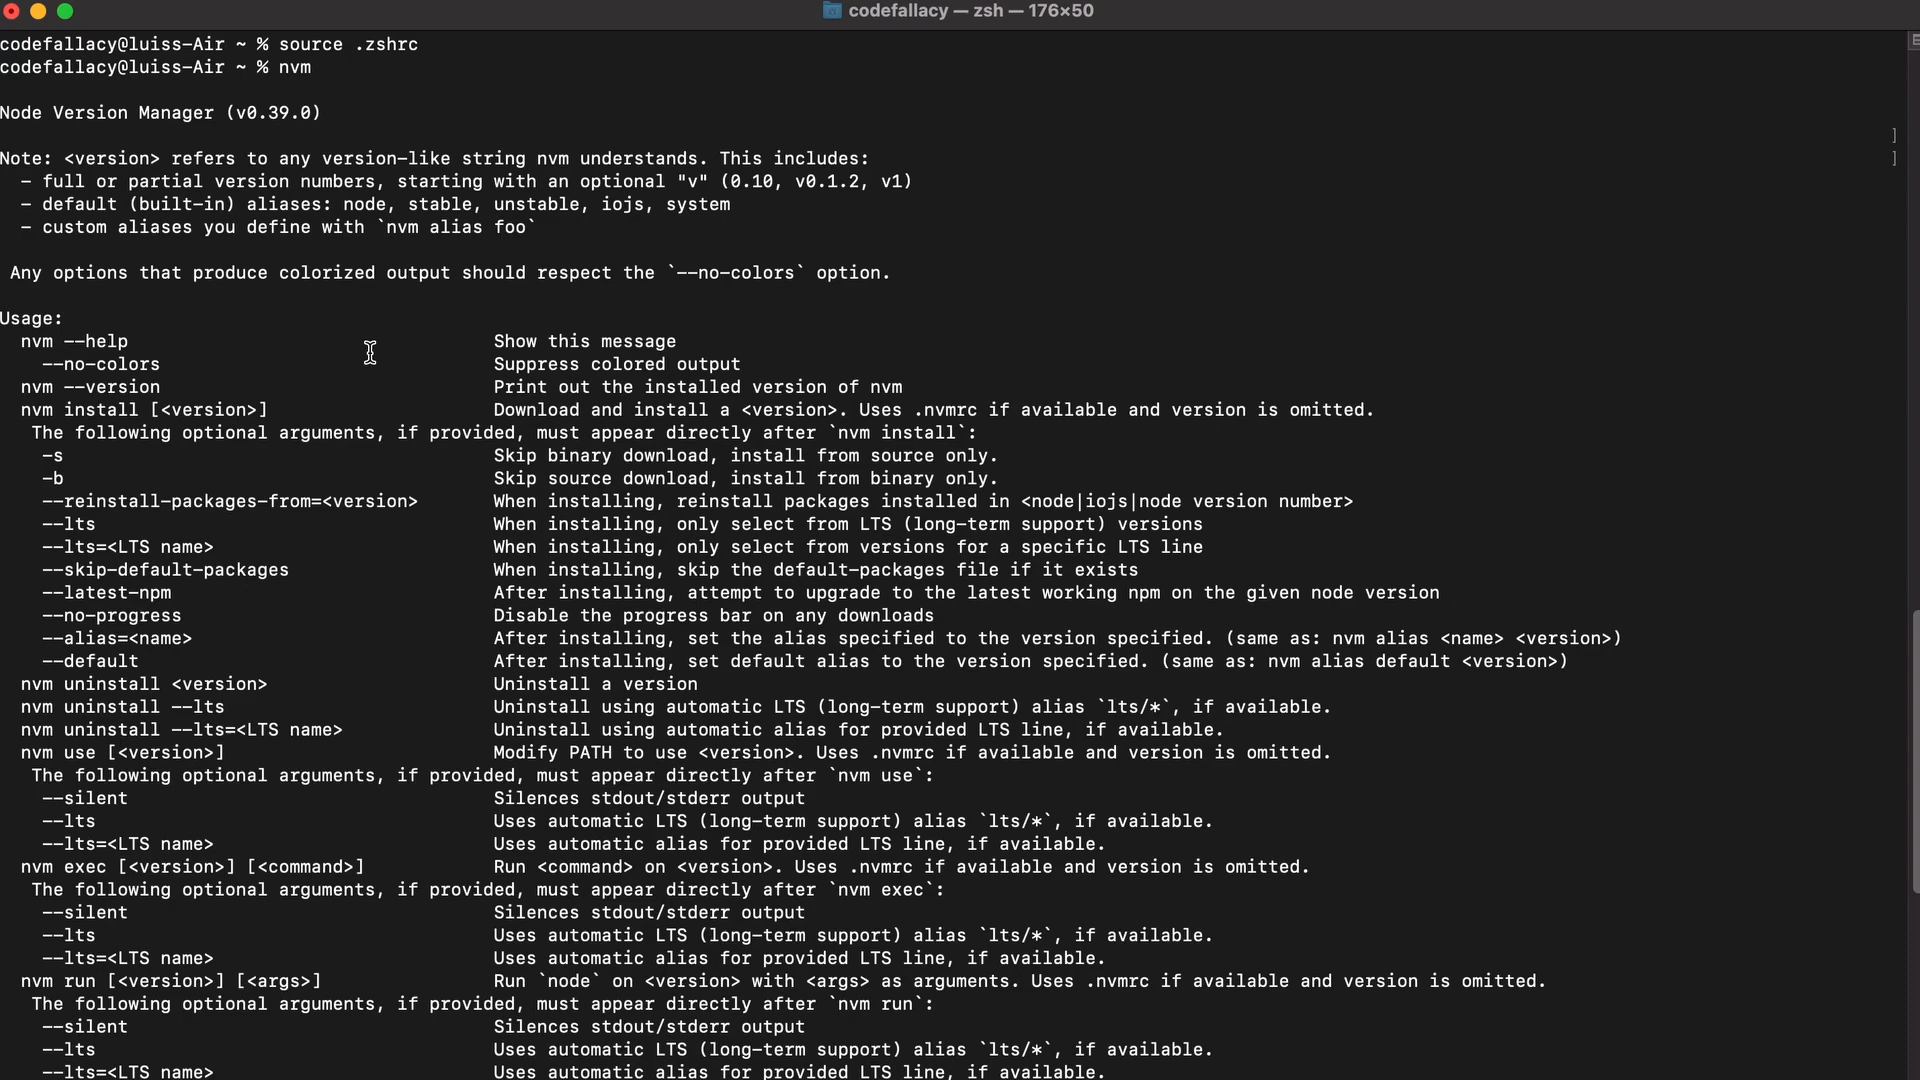 codefallacy — zsh — 176×50
codefallacy@luiss-Air ~ % source .zshrc
codefallacy@luiss-Air ~ % nvm
Node Version Manager (v0.39.0)
]
Note: <version> refers to any version-like string nvm understands. This includes:
]
  - full or partial version numbers, starting with an optional "v" (0.10, v0.1.2, v1)
  - default (built-in) aliases: node, stable, unstable, iojs, system
  - custom aliases you define with `nvm alias foo`
 Any options that produce colorized output should respect the `--no-colors` option.
Usage:
  nvm --help                                  Show this message
    --no-colors                               Suppress colored output
  nvm --version                               Print out the installed version of nvm
  nvm install [<version>]                     Download and install a <version>. Uses .nvmrc if available and version is omitted.
   The following optional arguments, if provided, must appear directly after `nvm install`:
    -s                                        Skip binary download, install from source only.
    -b                                        Skip source download, install from binary only.
    --reinstall-packages-from=<version>       When installing, reinstall packages installed in <node|iojs|node version number>
    --lts                                     When installing, only select from LTS (long-term support) versions
    --lts=<LTS name>                          When installing, only select from versions for a specific LTS line
    --skip-default-packages                   When installing, skip the default-packages file if it exists
    --latest-npm                              After installing, attempt to upgrade to the latest working npm on the given node version
    --no-progress                             Disable the progress bar on any downloads
    --alias=<name>                            After installing, set the alias specified to the version specified. (same as: nvm alias <name> <version>)
    --default                                 After installing, set default alias to the version specified. (same as: nvm alias default <version>)
  nvm uninstall <version>                     Uninstall a version
  nvm uninstall --lts                         Uninstall using automatic LTS (long-term support) alias `lts/*`, if available.
  nvm uninstall --lts=<LTS name>              Uninstall using automatic alias for provided LTS line, if available.
  nvm use [<version>]                         Modify PATH to use <version>. Uses .nvmrc if available and version is omitted.
   The following optional arguments, if provided, must appear directly after `nvm use`:
    --silent                                  Silences stdout/stderr output
    --lts                                     Uses automatic LTS (long-term support) alias `lts/*`, if available.
    --lts=<LTS name>                          Uses automatic alias for provided LTS line, if available.
  nvm exec [<version>] [<command>]            Run <command> on <version>. Uses .nvmrc if available and version is omitted.
   The following optional arguments, if provided, must appear directly after `nvm exec`:
    --silent                                  Silences stdout/stderr output
    --lts                                     Uses automatic LTS (long-term support) alias `lts/*`, if available.
    --lts=<LTS name>                          Uses automatic alias for provided LTS line, if available.
  nvm run [<version>] [<args>]                Run `node` on <version> with <args> as arguments. Uses .nvmrc if available and version is omitted.
   The following optional arguments, if provided, must appear directly after `nvm run`:
    --silent                                  Silences stdout/stderr output
    --lts                                     Uses automatic LTS (long-term support) alias `lts/*`, if available.
    --lts=<LTS name>                          Uses automatic alias for provided LTS line, if available.